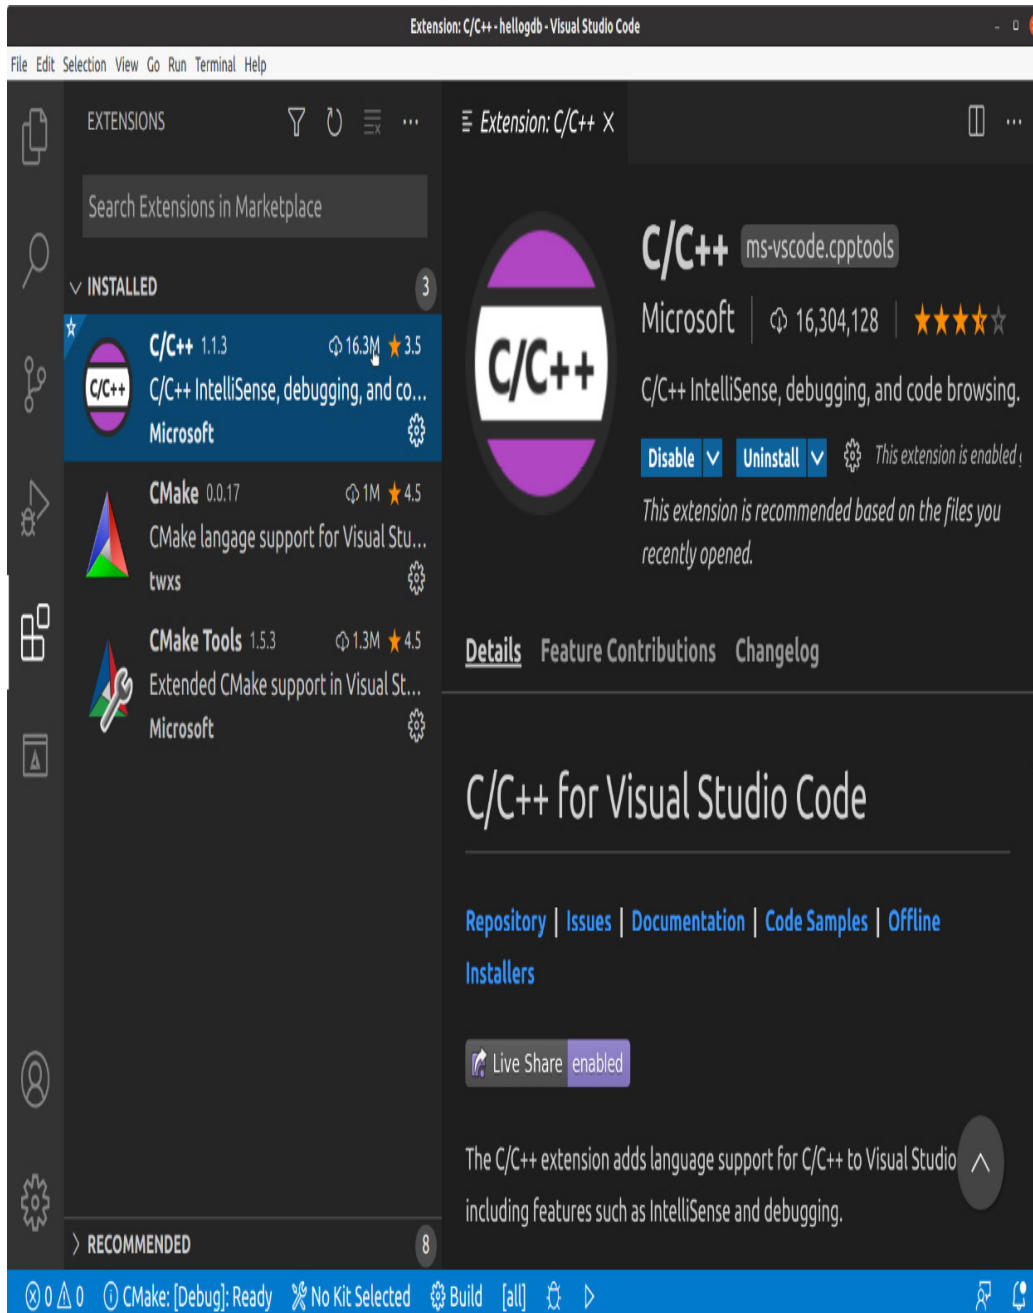 Extension: C/C++ - hellogdb - Visual Studio Code
File Edit Selection View Go Run Terminal Help
EXTENSIONS
Search Extensions in Marketplace
INSTALLED 3
C/C++ 1.1.3 16.3M 3.5
C/C++ IntelliSense, debugging, and co...
Microsoft
CMake 0.0.17 1M 4.5
CMake langage support for Visual Stu...
twxs
CMake Tools 1.5.3 1.3M 4.5
Extended CMake support in Visual St...
Microsoft
RECOMMENDED 8
Extension: C/C++
C/C++
C/C++ ms-vscode.cpptools
Microsoft | 16,304,128 |
C/C++ IntelliSense, debugging, and code browsing.
Disable Uninstall This extension is enabled
This extension is recommended based on the files you
recently opened.
Details Feature Contributions Changelog
C/C++ for Visual Studio Code
Repository | Issues | Documentation | Code Samples | Offline
Installers
Live Share enabled
The C/C++ extension adds language support for C/C++ to Visual Studio
including features such as IntelliSense and debugging.
0 0 CMake: [Debug]: Ready No Kit Selected Build [all]